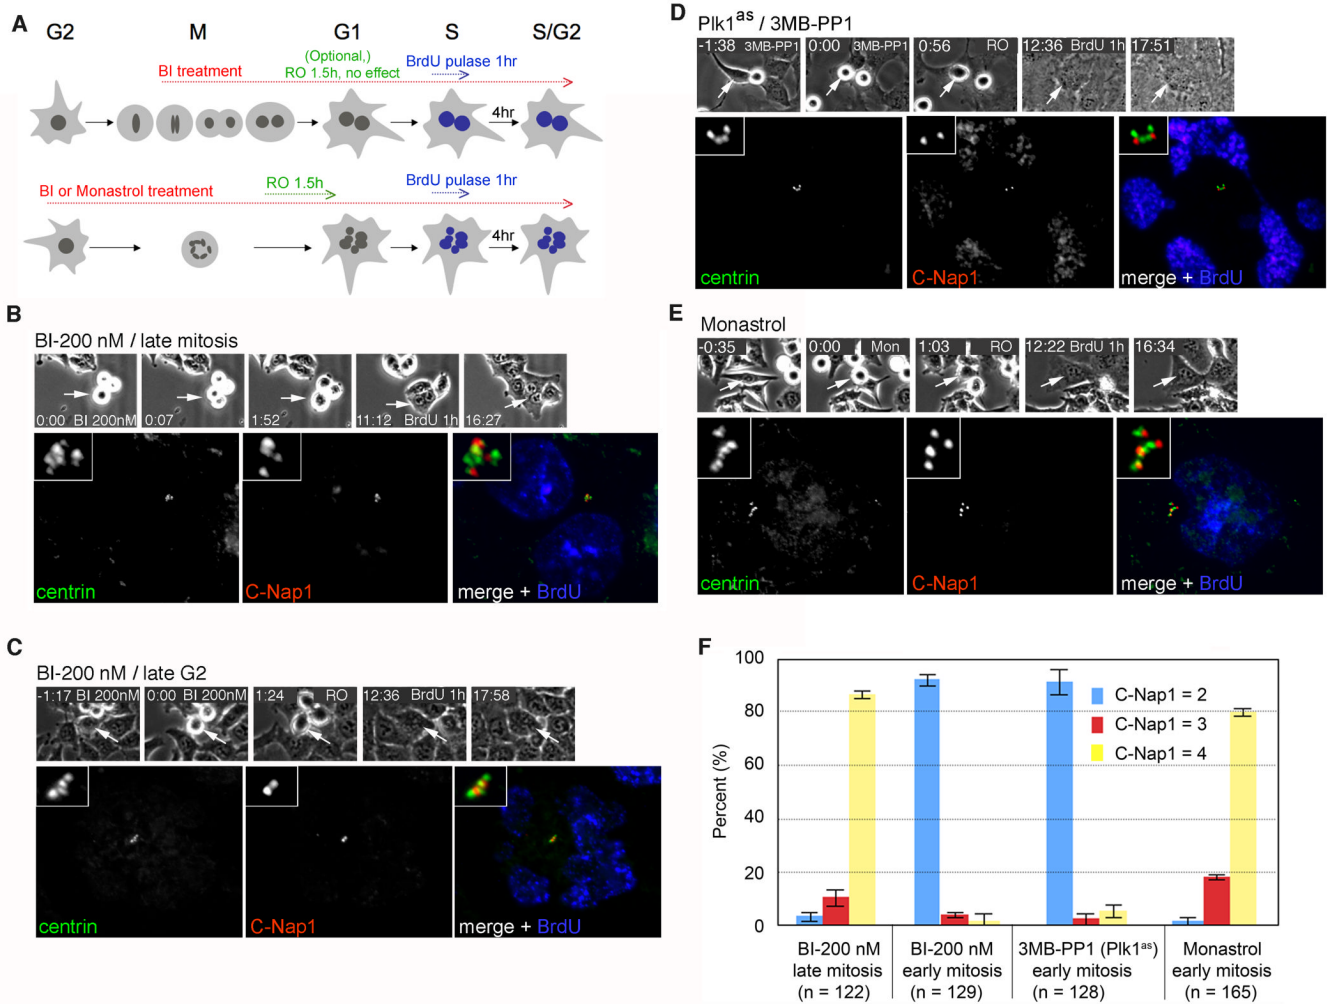 A
G2 M G1 S S/G2
(Optional,)
BI treatment RO 1.5h, no effect BrdU pulase 1hr
4hr
BI or Monastrol treatment RO 1.5h BrdU pulase 1hr
4hr
B
BI-200 nM / late mitosis
0:00 BI 200nM 0:07 1:52 11:12 BrdU 1h 16:27
centrin C-Nap1 merge + BrdU
C
BI-200 nM / late G2
-1:17 BI 200nM 0:00 BI 200nM 1:24 RO 12:36 BrdU 1h 17:58
centrin C-Nap1 merge + BrdU
D
Plk1as / 3MB-PP1
-1:38 3MB-PP1 0:00 3MB-PP1 0:56 RO 12:36 BrdU 1h 17:51
centrin C-Nap1 merge + BrdU
E
Monastrol
-0:35 0:00 Mon 1:03 RO 12:22 BrdU 1h 16:34
centrin C-Nap1 merge + BrdU
F
100
80
60
40
20
0
Percent (%)
C-Nap1 = 2
C-Nap1 = 3
C-Nap1 = 4
BI-200 nM BI-200 nM 3MB-PP1 (Plk1as) Monastrol
late mitosis early mitosis early mitosis early mitosis
(n = 122) (n = 129) (n = 128) (n = 165)